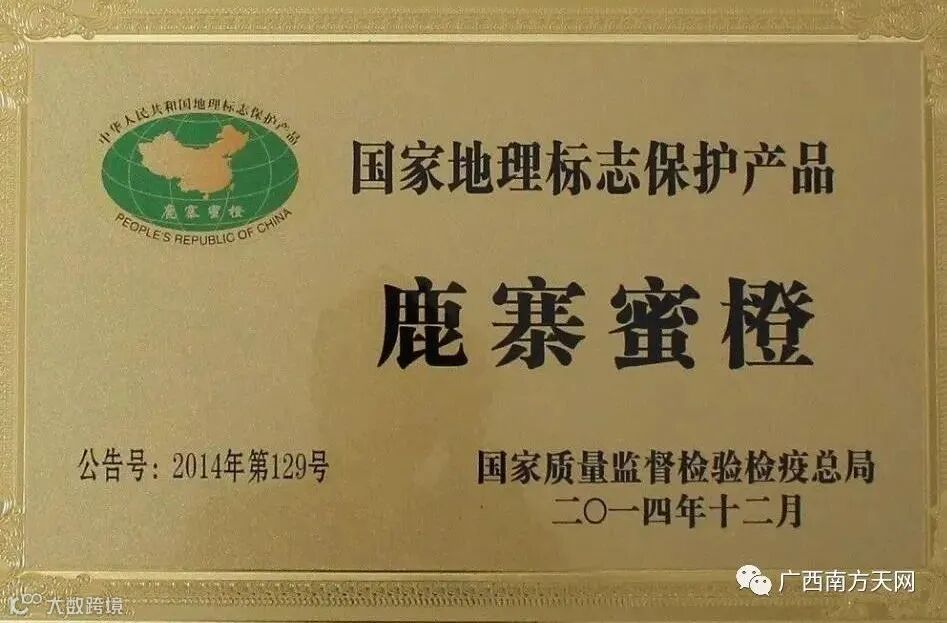 中华人民共和国地理标志保护产品
鹿寨蜜橙
PEOPLE'S REPUBLIC OF CHINA
国家地理标志保护产品
鹿寨蜜橙
公告号：2014年第129号
国家质量监督检验检疫总局
二〇一四年十二月
广西南方天网
大数跨境